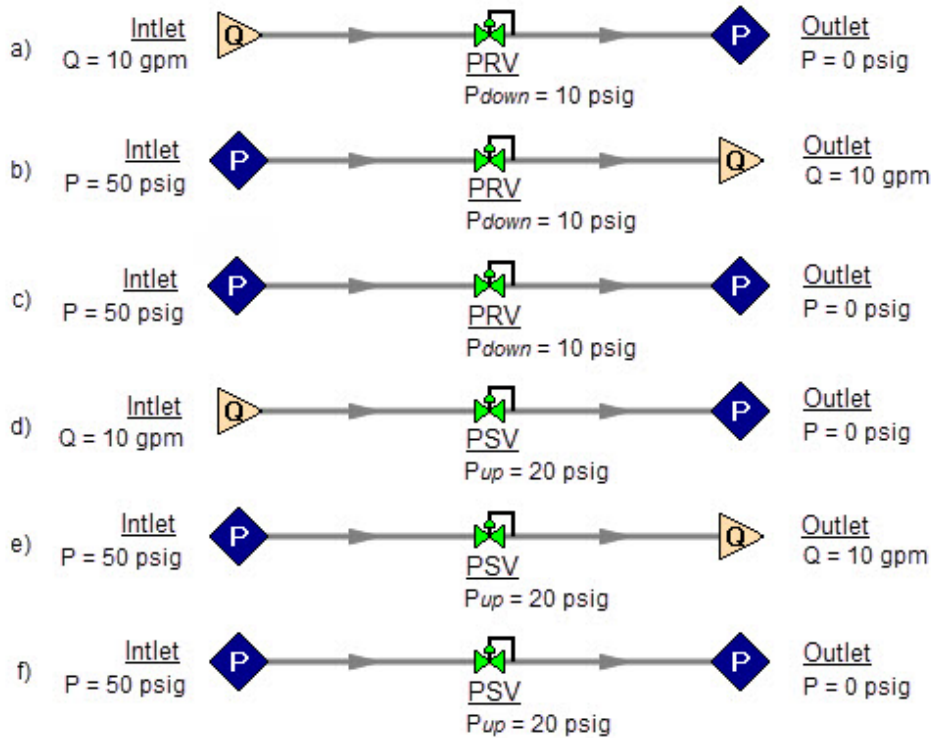 a) Intlet Q PRV P Outlet
Q = 10 gpm P = 0 psig
Pdown = 10 psig
b) Intlet P PRV Q Outlet
P = 50 psig Q = 10 gpm
Pdown = 10 psig
c) Intlet P PRV P Outlet
P = 50 psig P = 0 psig
Pdown = 10 psig
d) Intlet Q PSV P Outlet
Q = 10 gpm P = 0 psig
Pup = 20 psig
e) Intlet P PSV Q Outlet
P = 50 psig Q = 10 gpm
Pup = 20 psig
f) Intlet P PSV P Outlet
P = 50 psig P = 0 psig
Pup = 20 psig